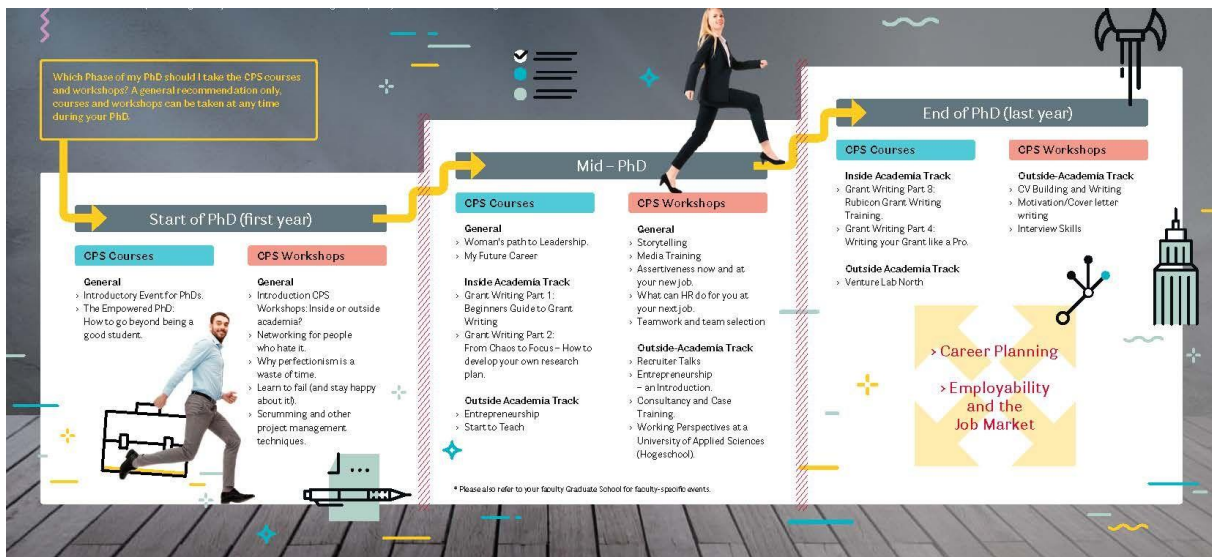 Which Phase of my PhD should I take the CPS courses
and workshops? A general recommendation only,
courses and workshops can be taken at any time
during your PhD.
Start of PhD (first year)
CPS Courses
General
› Introductory Event for PhDs.
› The Empowered PhD:
How to go beyond being a
good student.
CPS Workshops
General
› Introduction CPS
Workshops: Inside or outside
academia?
› Networking for people
who hate it.
› Why perfectionism is a
waste of time.
› Learn to fail (and stay happy
about it!).
› Scrumming and other
project management
techniques.
Mid – PhD
CPS Courses
General
› Woman's path to Leadership.
› My Future Career
Inside Academia Track
› Grant Writing Part 1:
Beginners Guide to Grant
Writing
› Grant Writing Part 2:
From Chaos to Focus – How to
develop your own research
plan.
Outside Academia Track
› Entrepreneurship
› Start to Teach
CPS Workshops
General
› Storytelling
› Media Training
› Assertiveness now and at
your new job.
› What can HR do for you at
your next job.
› Teamwork and team selection
Outside-Academia Track
› Recruiter Talks
› Entrepreneurship
– an Introduction.
› Consultancy and Case
Training.
› Working Perspectives at a
University of Applied Sciences
(Hogeschool).
* Please also refer to your faculty Graduate School for faculty-specific events.
End of PhD (last year)
CPS Courses
Inside Academia Track
› Grant Writing Part 3:
Rubicon Grant Writing
Training.
› Grant Writing Part 4:
Writing your Grant like a Pro.
Outside Academia Track
› Venture Lab North
CPS Workshops
Outside-Academia Track
› CV Building and Writing
› Motivation/Cover letter
writing
› Interview Skills
› Career Planning
› Employability
and the
Job Market